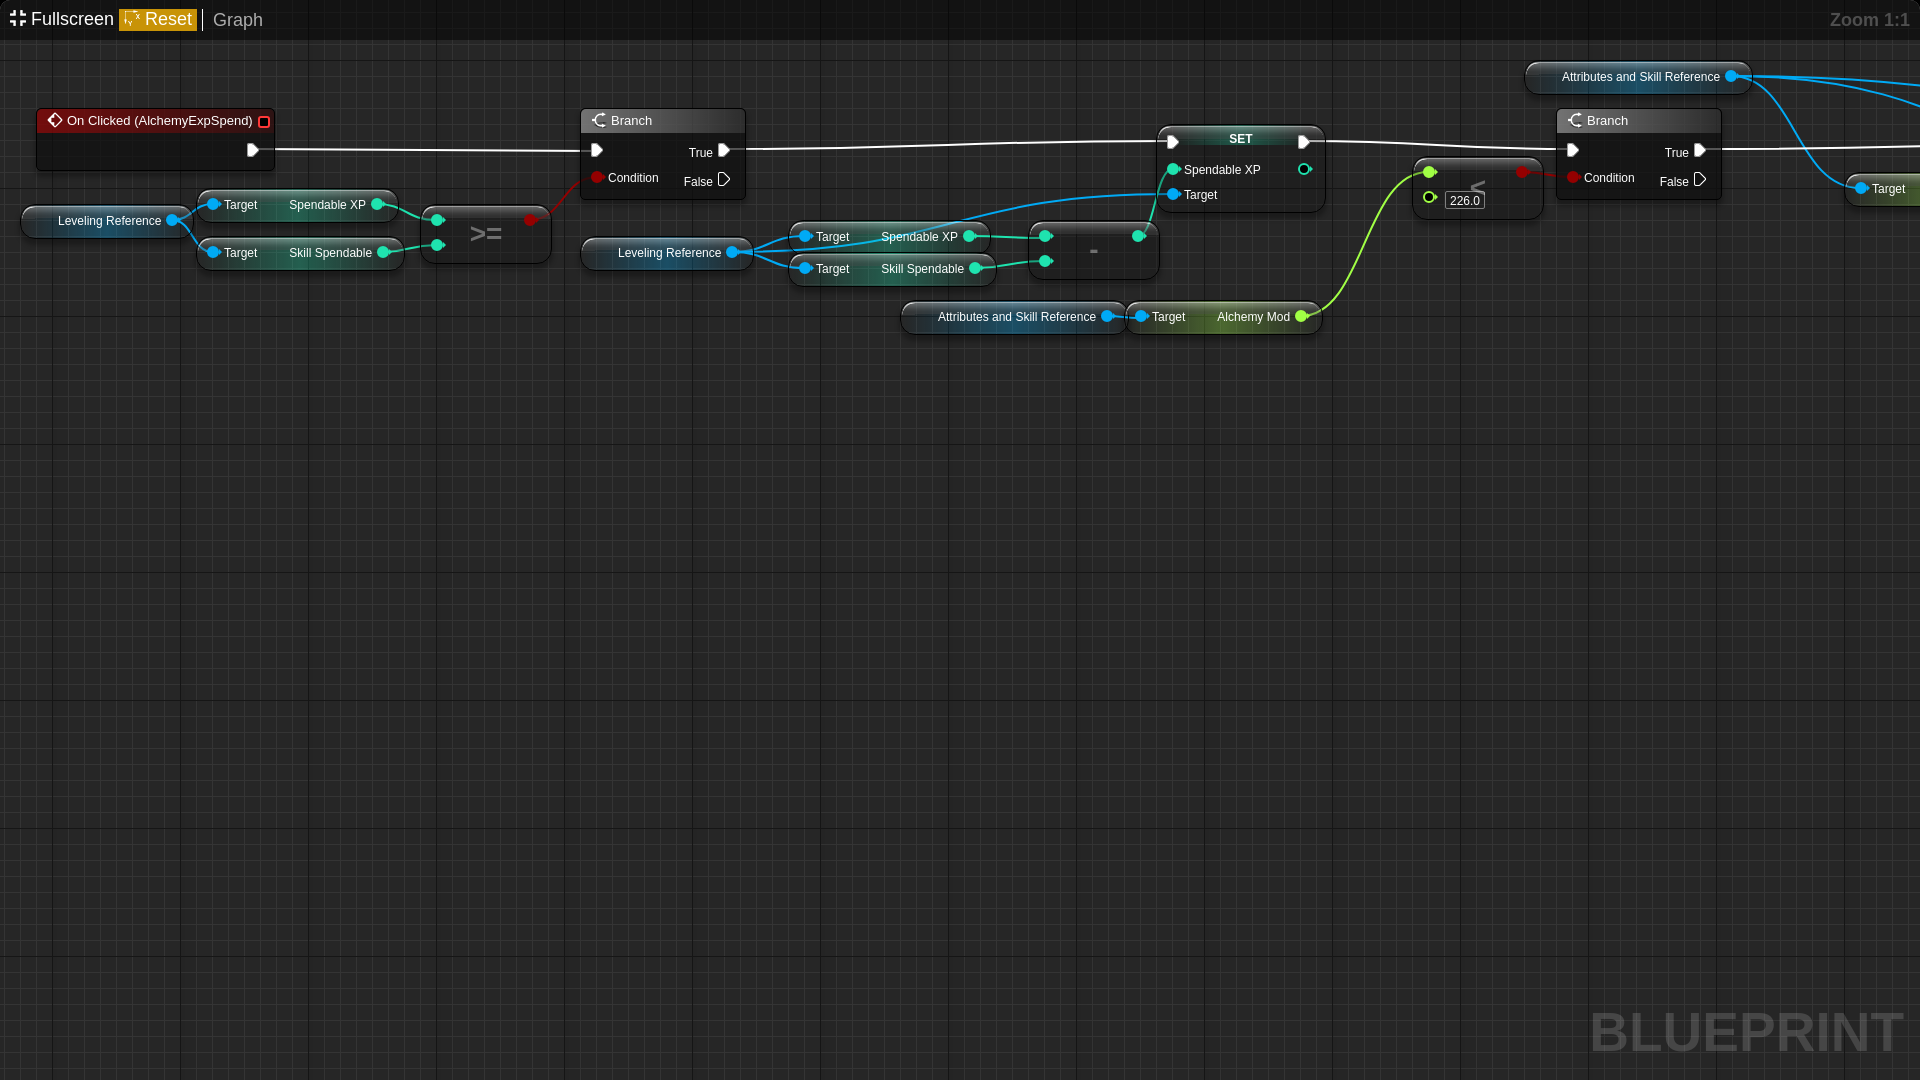 Fullscreen Reset Graph Zoom 1:1
Attributes and Skill Reference
On Clicked (AlchemyExpSpend)
Branch
True
Condition
False
SET
Spendable XP
Target
Branch
True
Condition
False
<
226.0
Target
Leveling Reference
Target Spendable XP
Target Skill Spendable
>=
Leveling Reference
Target Spendable XP
Target Skill Spendable
-
Attributes and Skill Reference
Target Alchemy Mod
BLUEPRINT